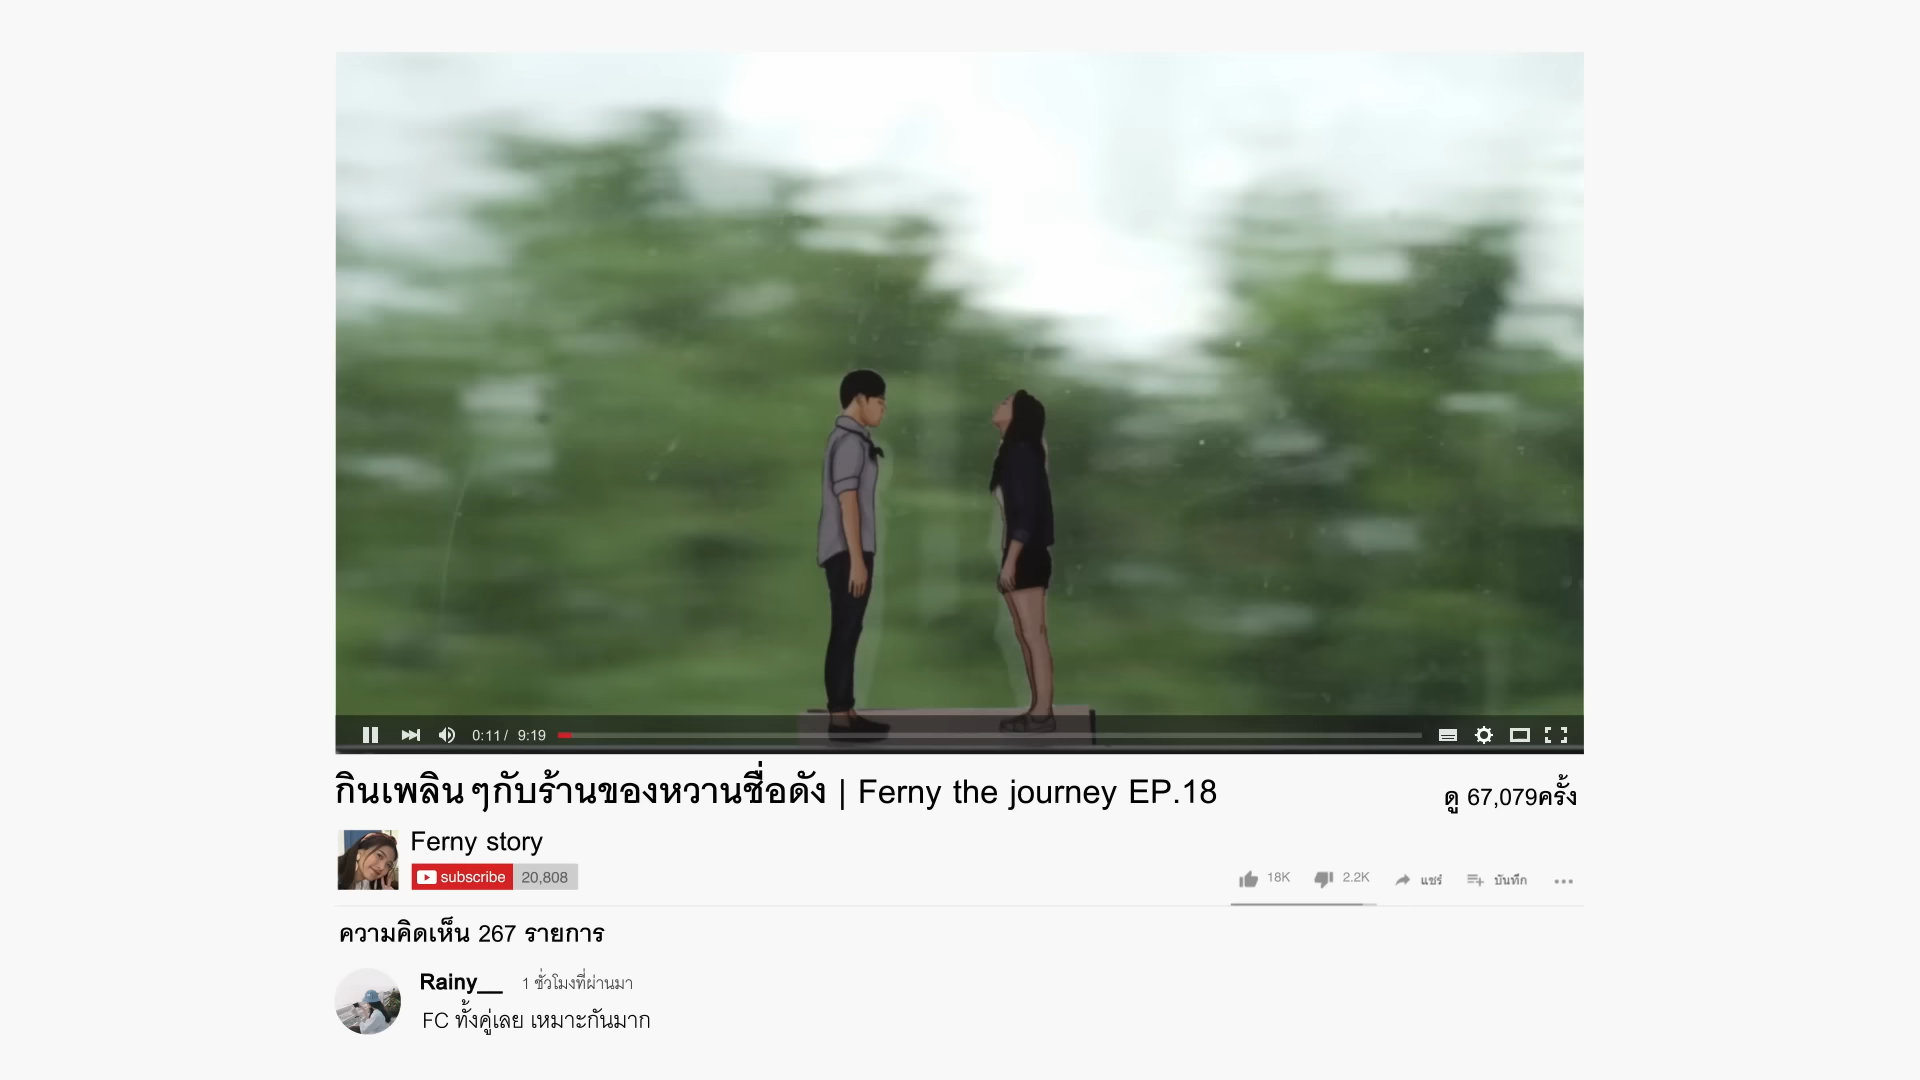 0:11 / 9:19
กินเพลินๆกับร้านของหวานชื่อดัง | Ferny the journey EP.18
ดู 67,079ครั้ง
Ferny story
subscribe 20,808
18K 2.2K แชร์ บันทึก
ความคิดเห็น 267 รายการ
Rainy__ 1 ชั่วโมงที่ผ่านมา
FC ทั้งคู่เลย เหมาะกันมาก